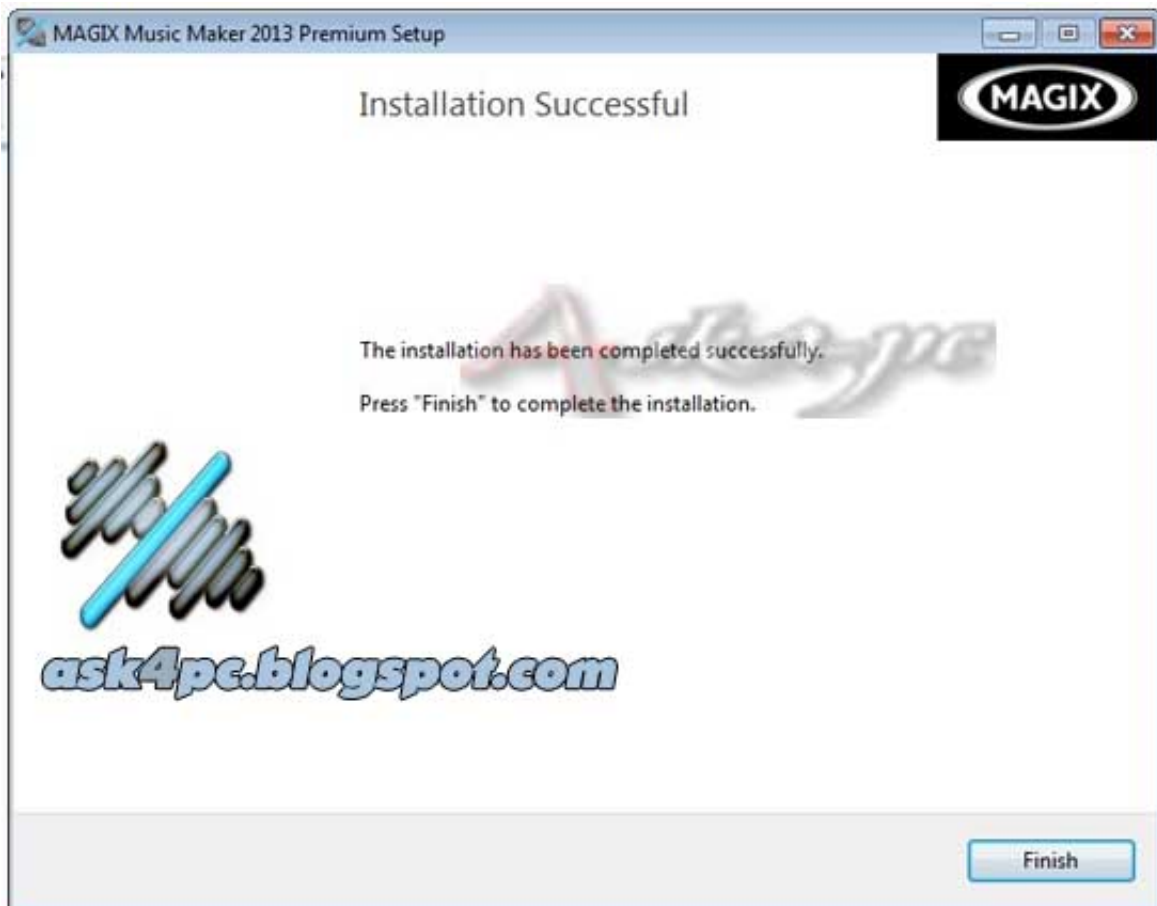 MAGIX Music Maker 2013 Premium Setup
Installation Successful
MAGIX
The installation has been completed successfully.
Press "Finish" to complete the installation.
ask4pc.blogspot.com
Finish